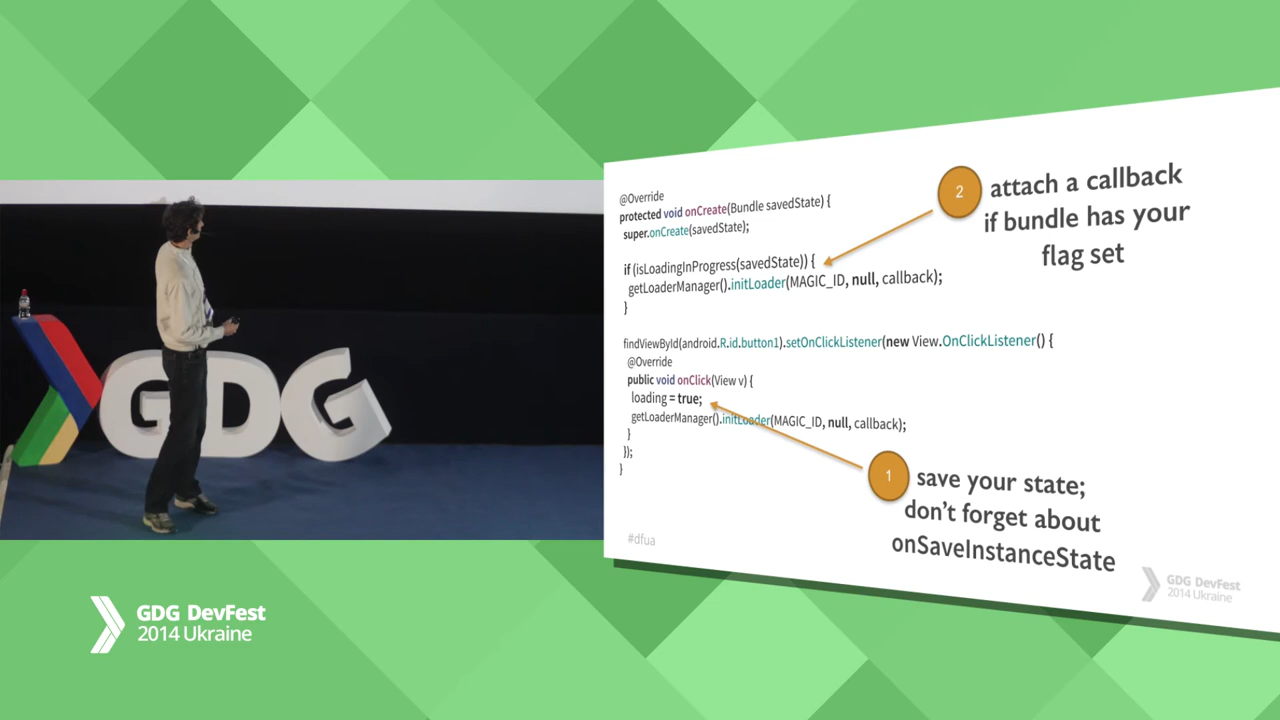 @Override
protected void onCreate(Bundle savedState) {
super.onCreate(savedState);
if (isLoadingInProgress(savedState)) {
getLoaderManager().initLoader(MAGIC_ID, null, callback);
}
findViewById(android.R.id.button1).setOnClickListener(new View.OnClickListener() {
@Override
public void onClick(View v) {
loading = true;
getLoaderManager().initLoader(MAGIC_ID, null, callback);
}
});
}
2
attach a callback
if bundle has your
flag set
1
save your state;
don't forget about
onSaveInstanceState
#dfua
GDG DevFest
2014 Ukraine
GDG
GDG DevFest
2014 Ukraine